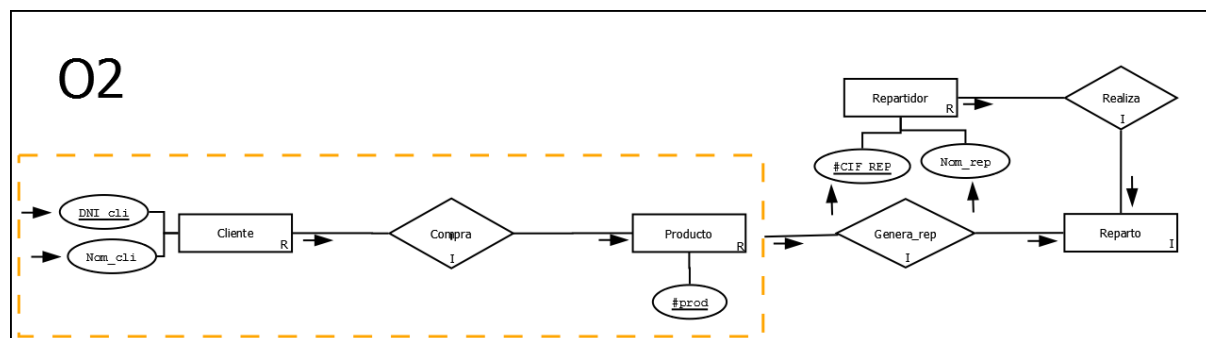 O2
Repartidor
R
Realiza
I
#CIF_REP
Nom_rep
DNI_cli
Nom_cli
Cliente
R
Compra
I
Producto
R
#prod
Genera_rep
I
Reparto
I